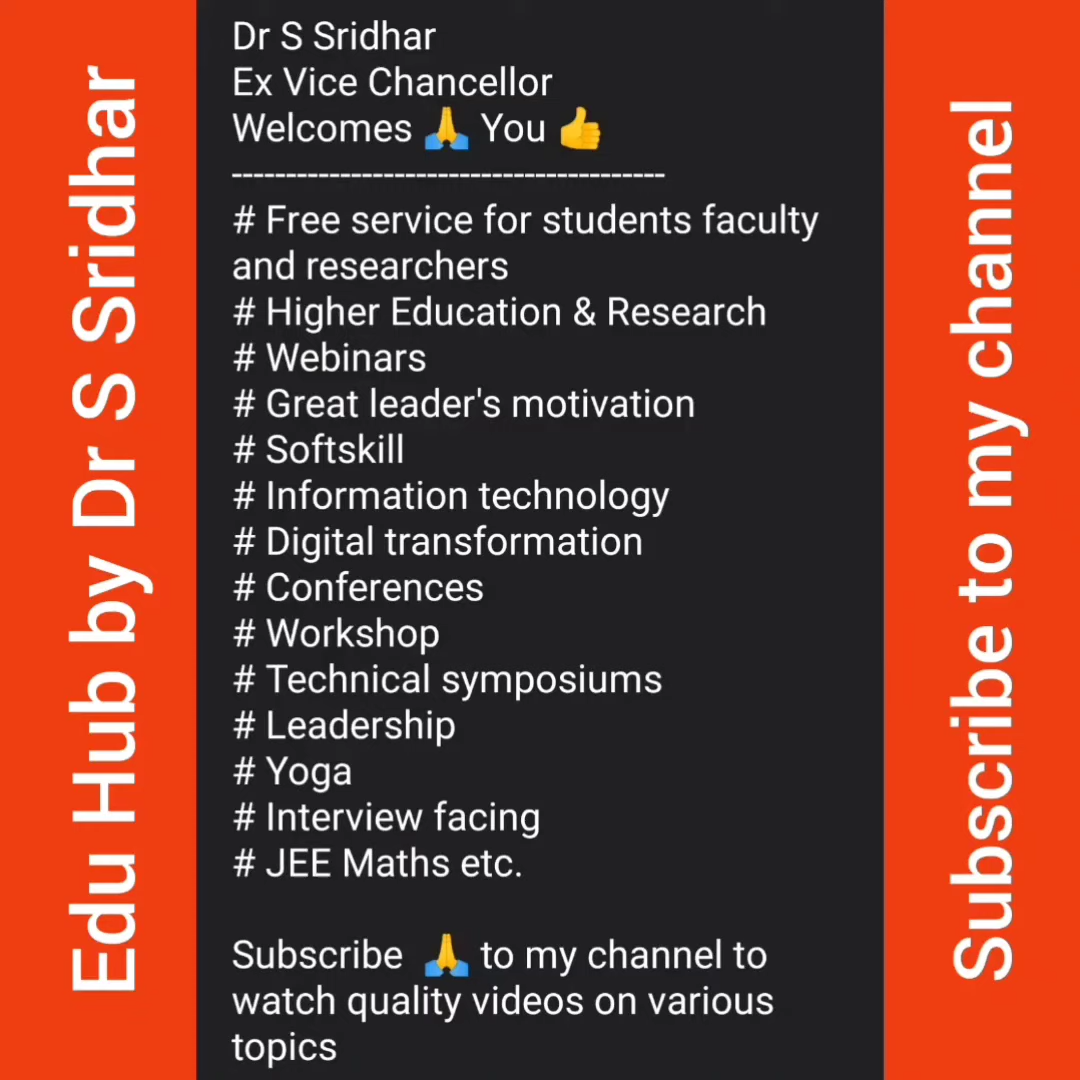 Edu Hub by Dr S Sridhar
Dr S Sridhar
Ex Vice Chancellor
Welcomes 🙏 You 👍
----------------------------------------
# Free service for students faculty
and researchers
# Higher Education & Research
# Webinars
# Great leader's motivation
# Softskill
# Information technology
# Digital transformation
# Conferences
# Workshop
# Technical symposiums
# Leadership
# Yoga
# Interview facing
# JEE Maths etc.
Subscribe 🙏 to my channel to
watch quality videos on various
topics
Subscribe to my channel